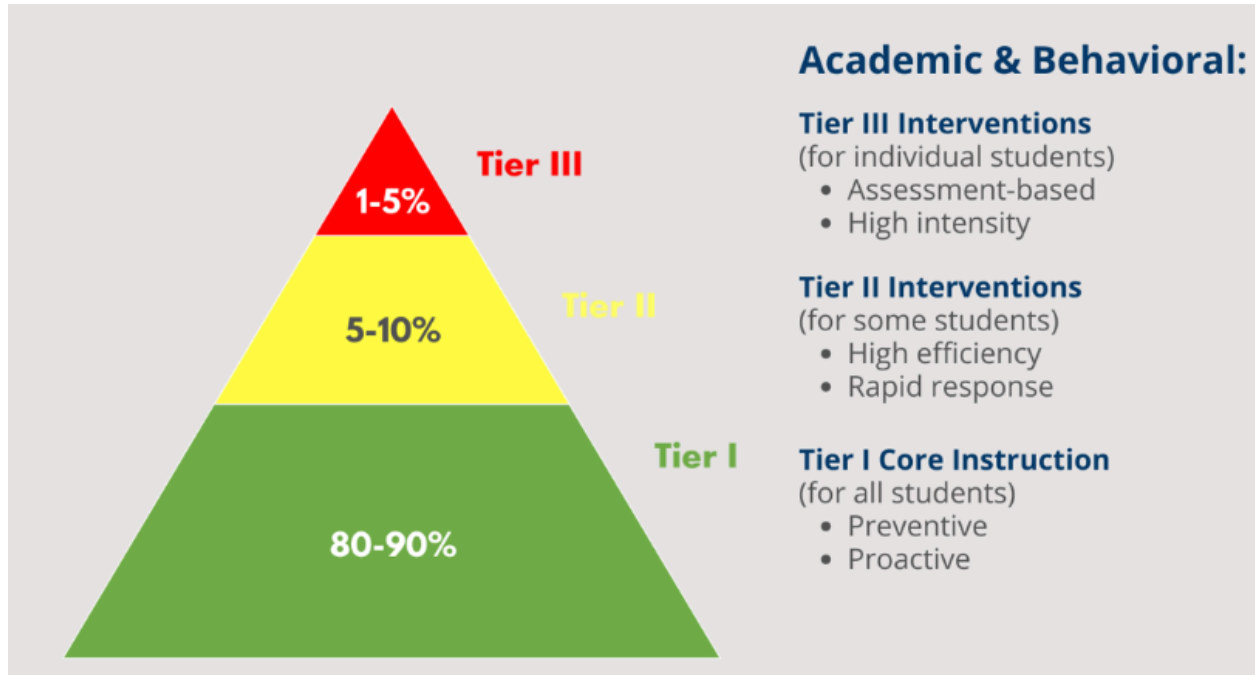 Academic & Behavioral:
Tier III
1-5%
Tier III Interventions
(for individual students)
• Assessment-based
• High intensity
Tier II
5-10%
Tier II Interventions
(for some students)
• High efficiency
• Rapid response
Tier I
80-90%
Tier I Core Instruction
(for all students)
• Preventive
• Proactive